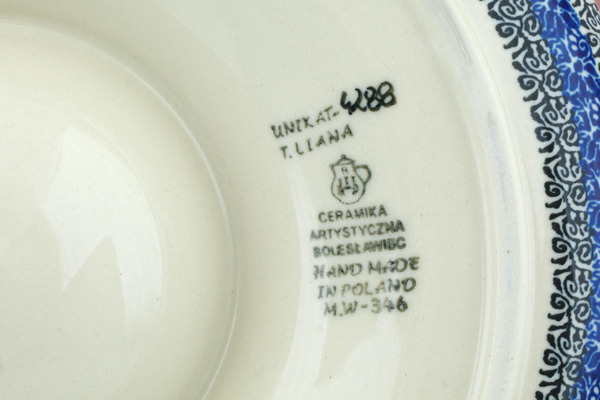 UNIKAT-4288
T. LIANA
CERAMIKA
ARTYSTYCZNA
BOLESŁAWIEC
HAND MADE
IN POLAND
M.W-346